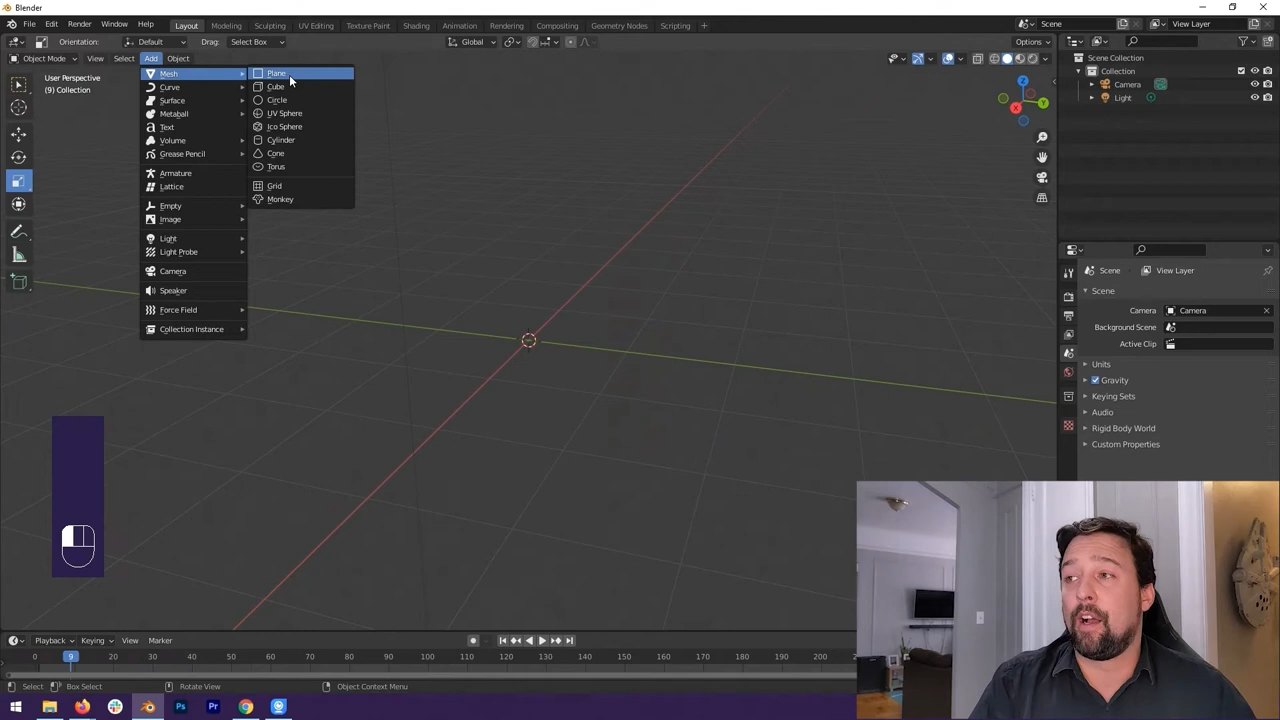 Blender
File Edit Render Window Help Layout Modeling Sculpting UV Editing Texture Paint Shading Animation Rendering Compositing Geometry Nodes Scripting + Scene View Layer
Orientation: Default Drag: Select Box Global Options
Object Mode View Select Add Object
User Perspective
(9) Collection
Mesh
Curve
Surface
Metaball
Text
Volume
Grease Pencil
Armature
Lattice
Empty
Image
Light
Light Probe
Camera
Speaker
Force Field
Collection Instance
Plane
Cube
Circle
UV Sphere
Ico Sphere
Cylinder
Cone
Torus
Grid
Monkey
Z
Y
X
Scene Collection
Collection
Camera
Light
Scene View Layer
Scene
Camera Camera
Background Scene
Active Clip
Units
Gravity
Keying Sets
Audio
Rigid Body World
Custom Properties
Playback Keying View Marker
0 9 20 30 40 50 60 70 80 90 100 110 120 130 140 150 160 170 180 190 200
Select Box Select Rotate View Object Context Menu
Ps Pr